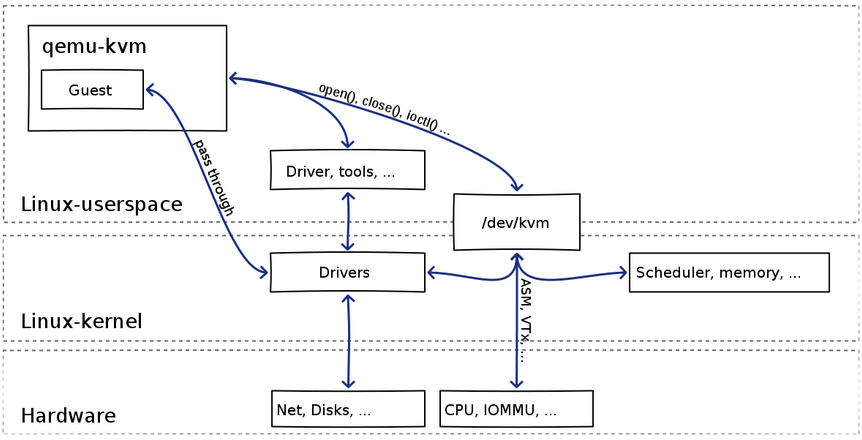 qemu-kvm
Guest
open(), close(), ioctl() ...
pass through
Driver, tools, ...
Linux-userspace
/dev/kvm
Drivers
Scheduler, memory, ...
ASM, VTx, ...
Linux-kernel
Net, Disks, ...
CPU, IOMMU, ...
Hardware